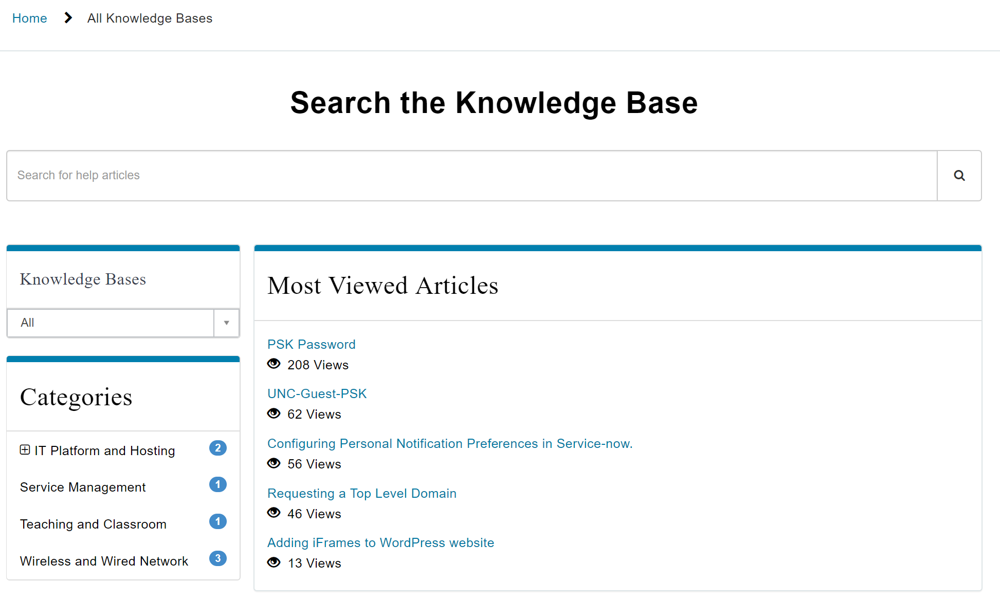 Home All Knowledge Bases
Search the Knowledge Base
Search for help articles
Knowledge Bases
All
Categories
IT Platform and Hosting 2
Service Management 1
Teaching and Classroom 1
Wireless and Wired Network 3
Most Viewed Articles
PSK Password
208 Views
UNC-Guest-PSK
62 Views
Configuring Personal Notification Preferences in Service-now.
56 Views
Requesting a Top Level Domain
46 Views
Adding iFrames to WordPress website
13 Views